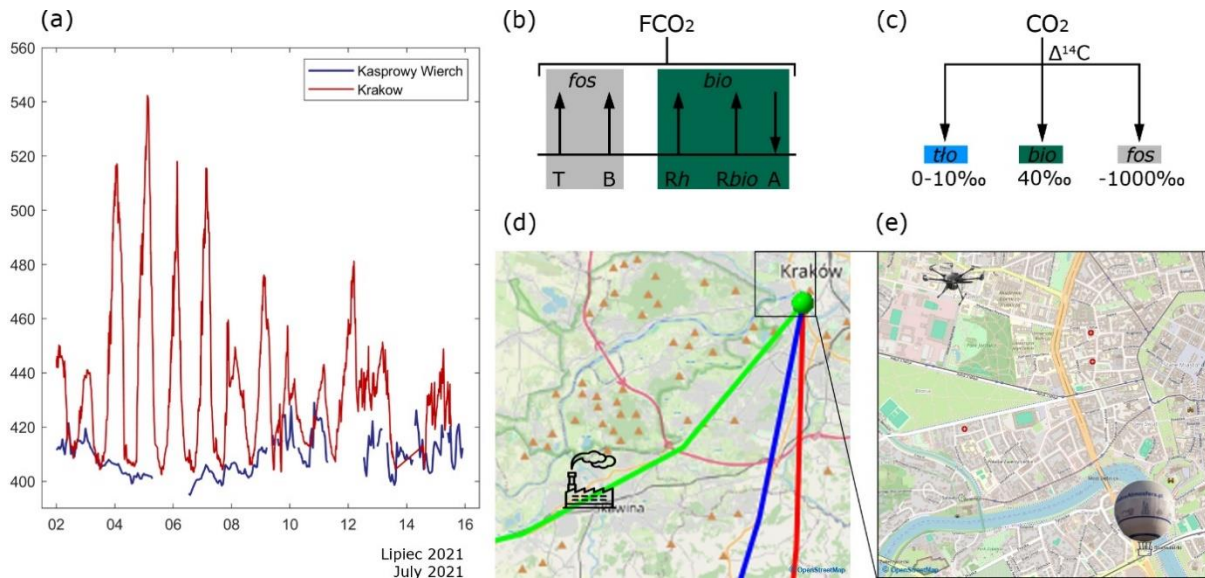 (a)
560
540
520
500
480
460
440
420
400
02
04
06
08
10
12
14
16
Kasprowy Wierch
Krakow
Lipiec 2021
July 2021
(b)
FCO2
fos
bio
T
B
Rh
Rbio
A
(c)
CO2
Δ14C
tło
bio
fos
0-10‰
40‰
-1000‰
(d)
Kraków
© OpenStreetMap
(e)
© OpenStreetMap